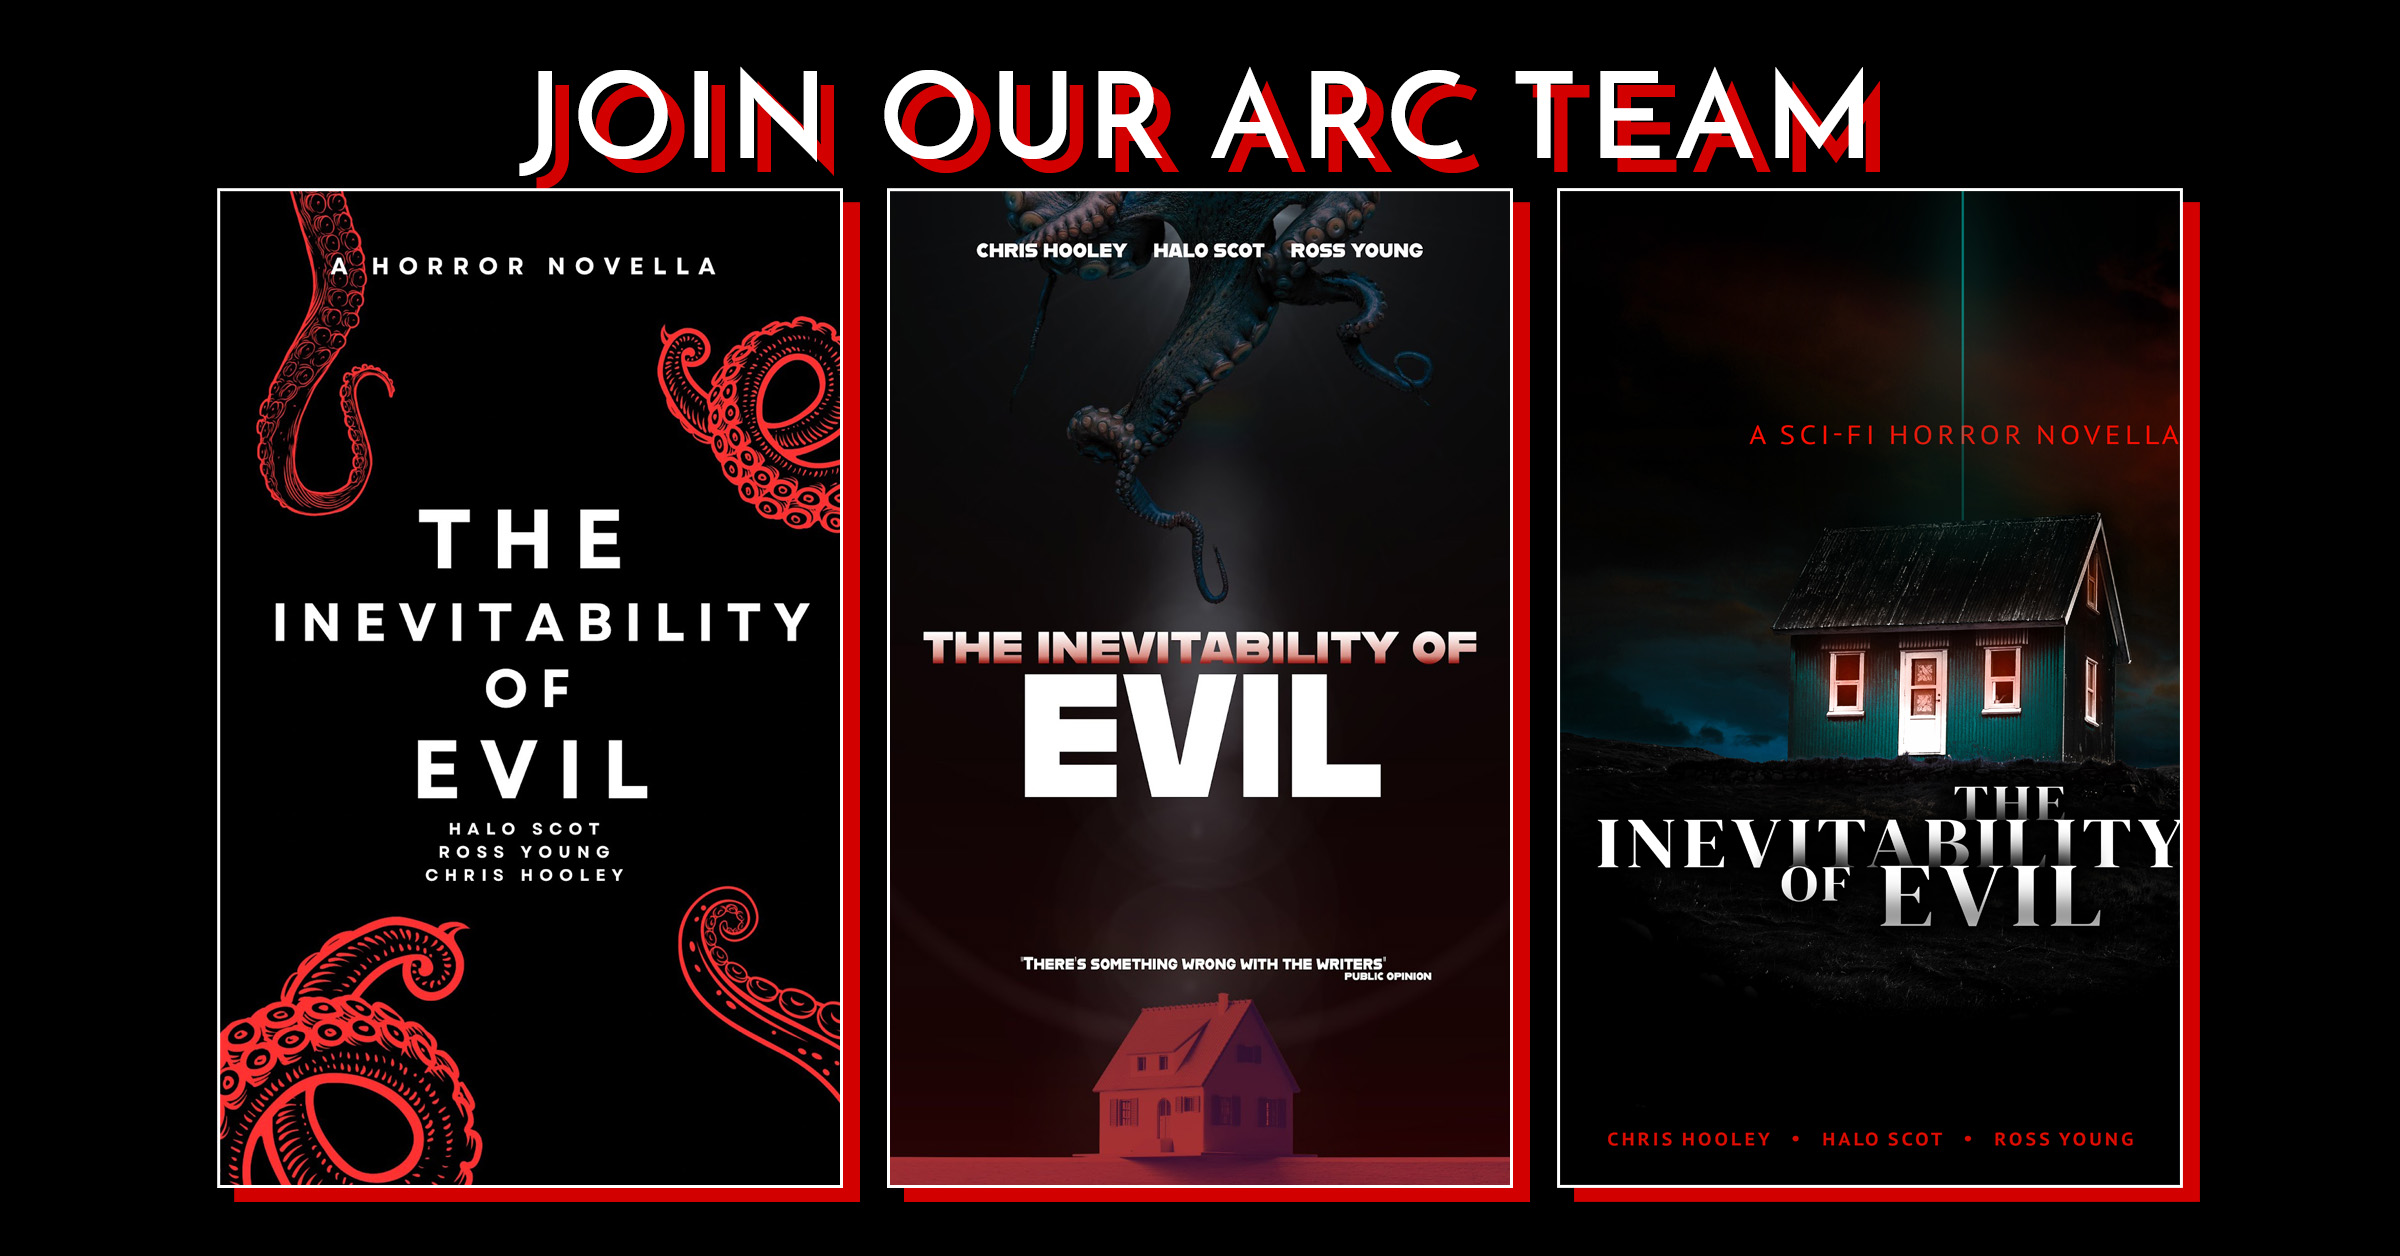 JOIN OUR ARC TEAM
A HORROR NOVELLA
THE
INEVITABILITY
OF
EVIL
HALO SCOT
ROSS YOUNG
CHRIS HOOLEY
CHRIS HOOLEY HALO SCOT ROSS YOUNG
THE INEVITABILITY OF
EVIL
"THERE'S SOMETHING WRONG WITH THE WRITERS"
PUBLIC OPINION
A SCI-FI HORROR NOVELLA
THE
INEVITABILITY
OF EVIL
CHRIS HOOLEY • HALO SCOT • ROSS YOUNG